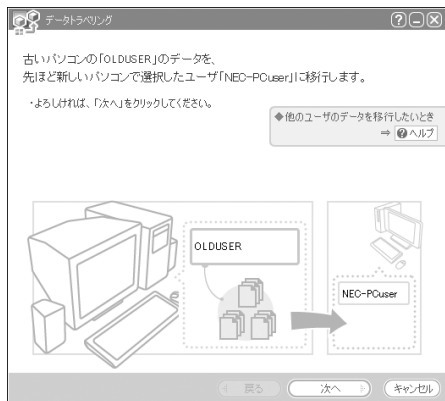 データトラベリング
古いパソコンの「OLDUSER」のデータを、
先ほど新しいパソコンで選択したユーザ「NEC-PCuser」に移行します。
・よろしければ、「次へ」をクリックしてください。
◆他のユーザのデータを移行したいとき
⇒ ?ヘルプ
OLDUSER
NEC-PCuser
戻る 次へ キャンセル